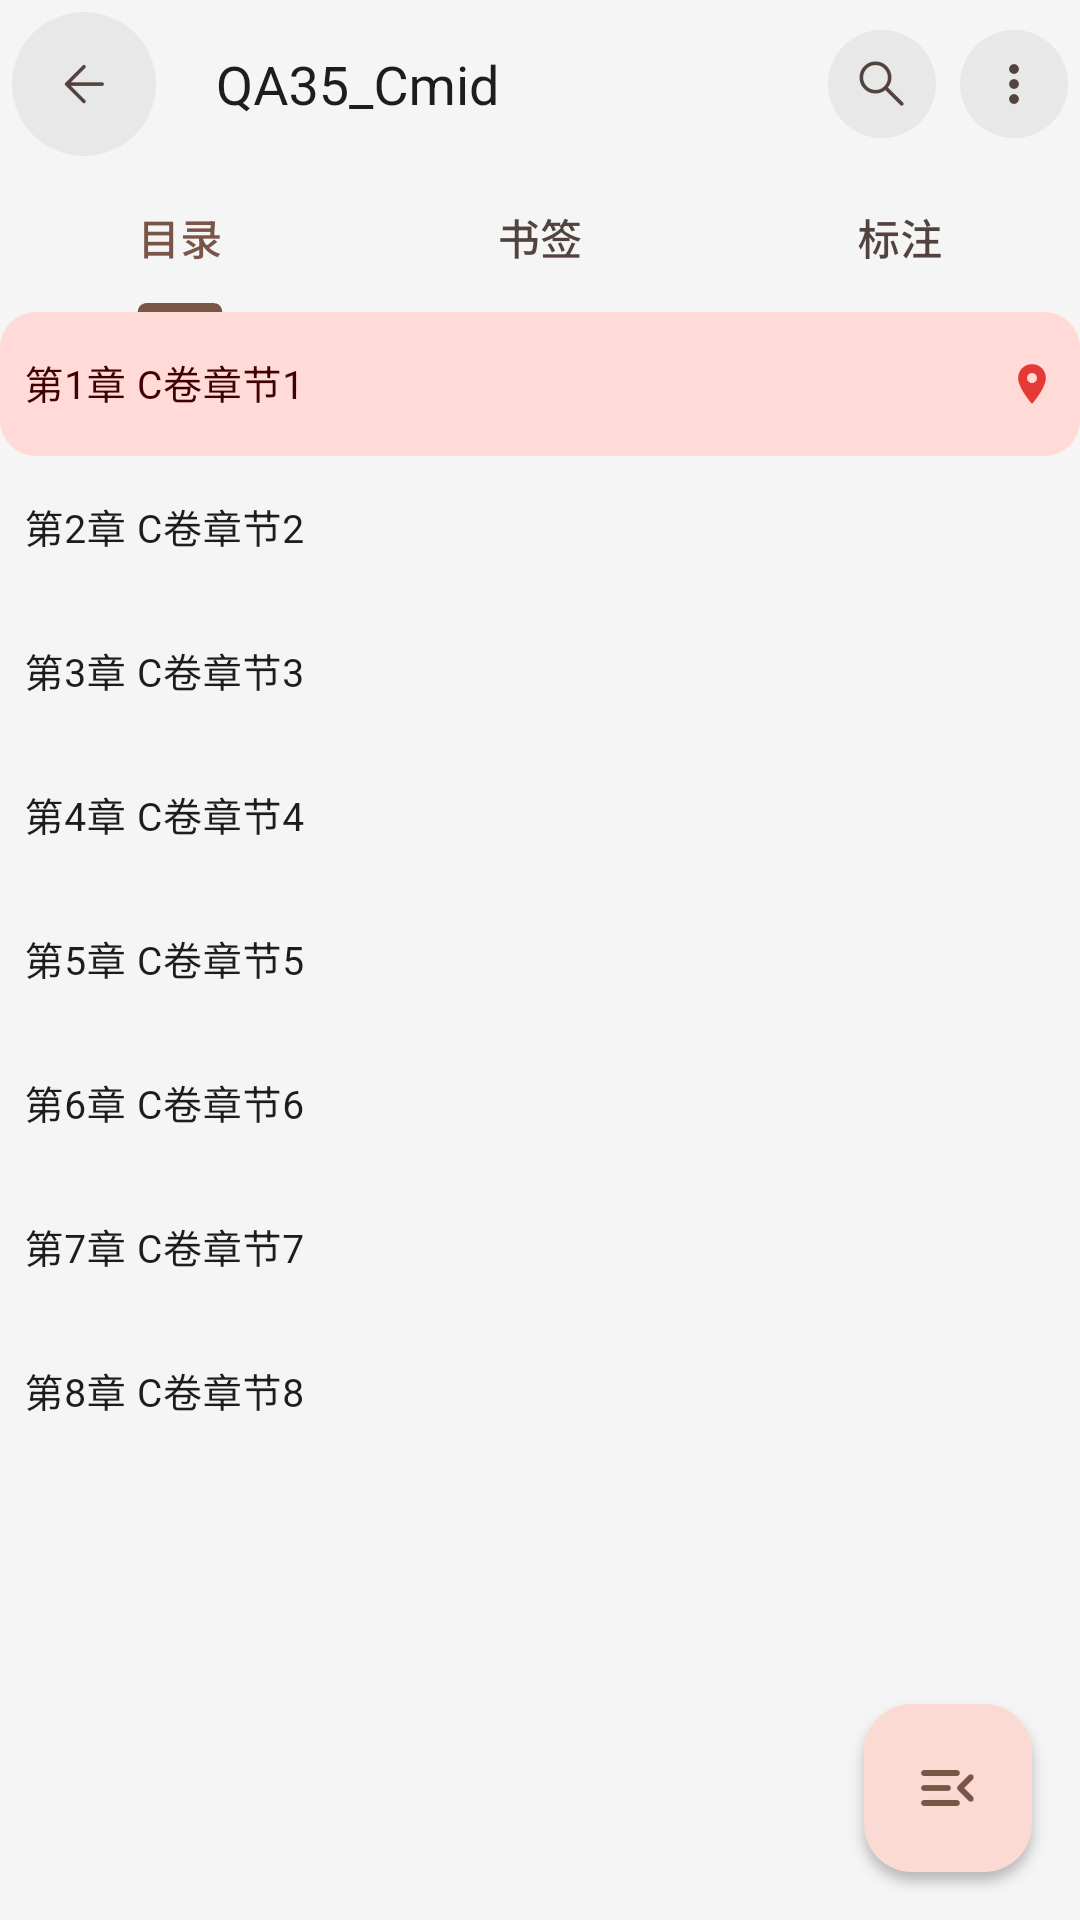 QA35_Cmid
目录 书签 标注
第1章 C卷章节1
第2章 C卷章节2
第3章 C卷章节3
第4章 C卷章节4
第5章 C卷章节5
第6章 C卷章节6
第7章 C卷章节7
第8章 C卷章节8